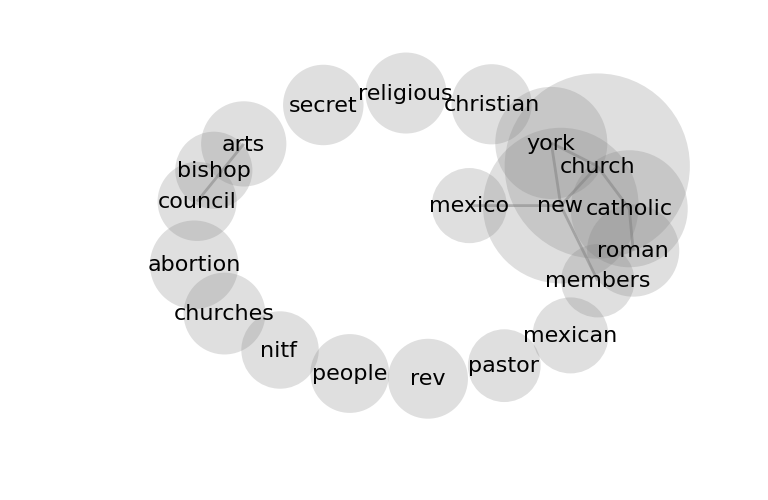 religious
secret
christian
arts
york
church
bishop
council
mexico
new
catholic
roman
abortion
members
churches
mexican
nitf
pastor
people
rev